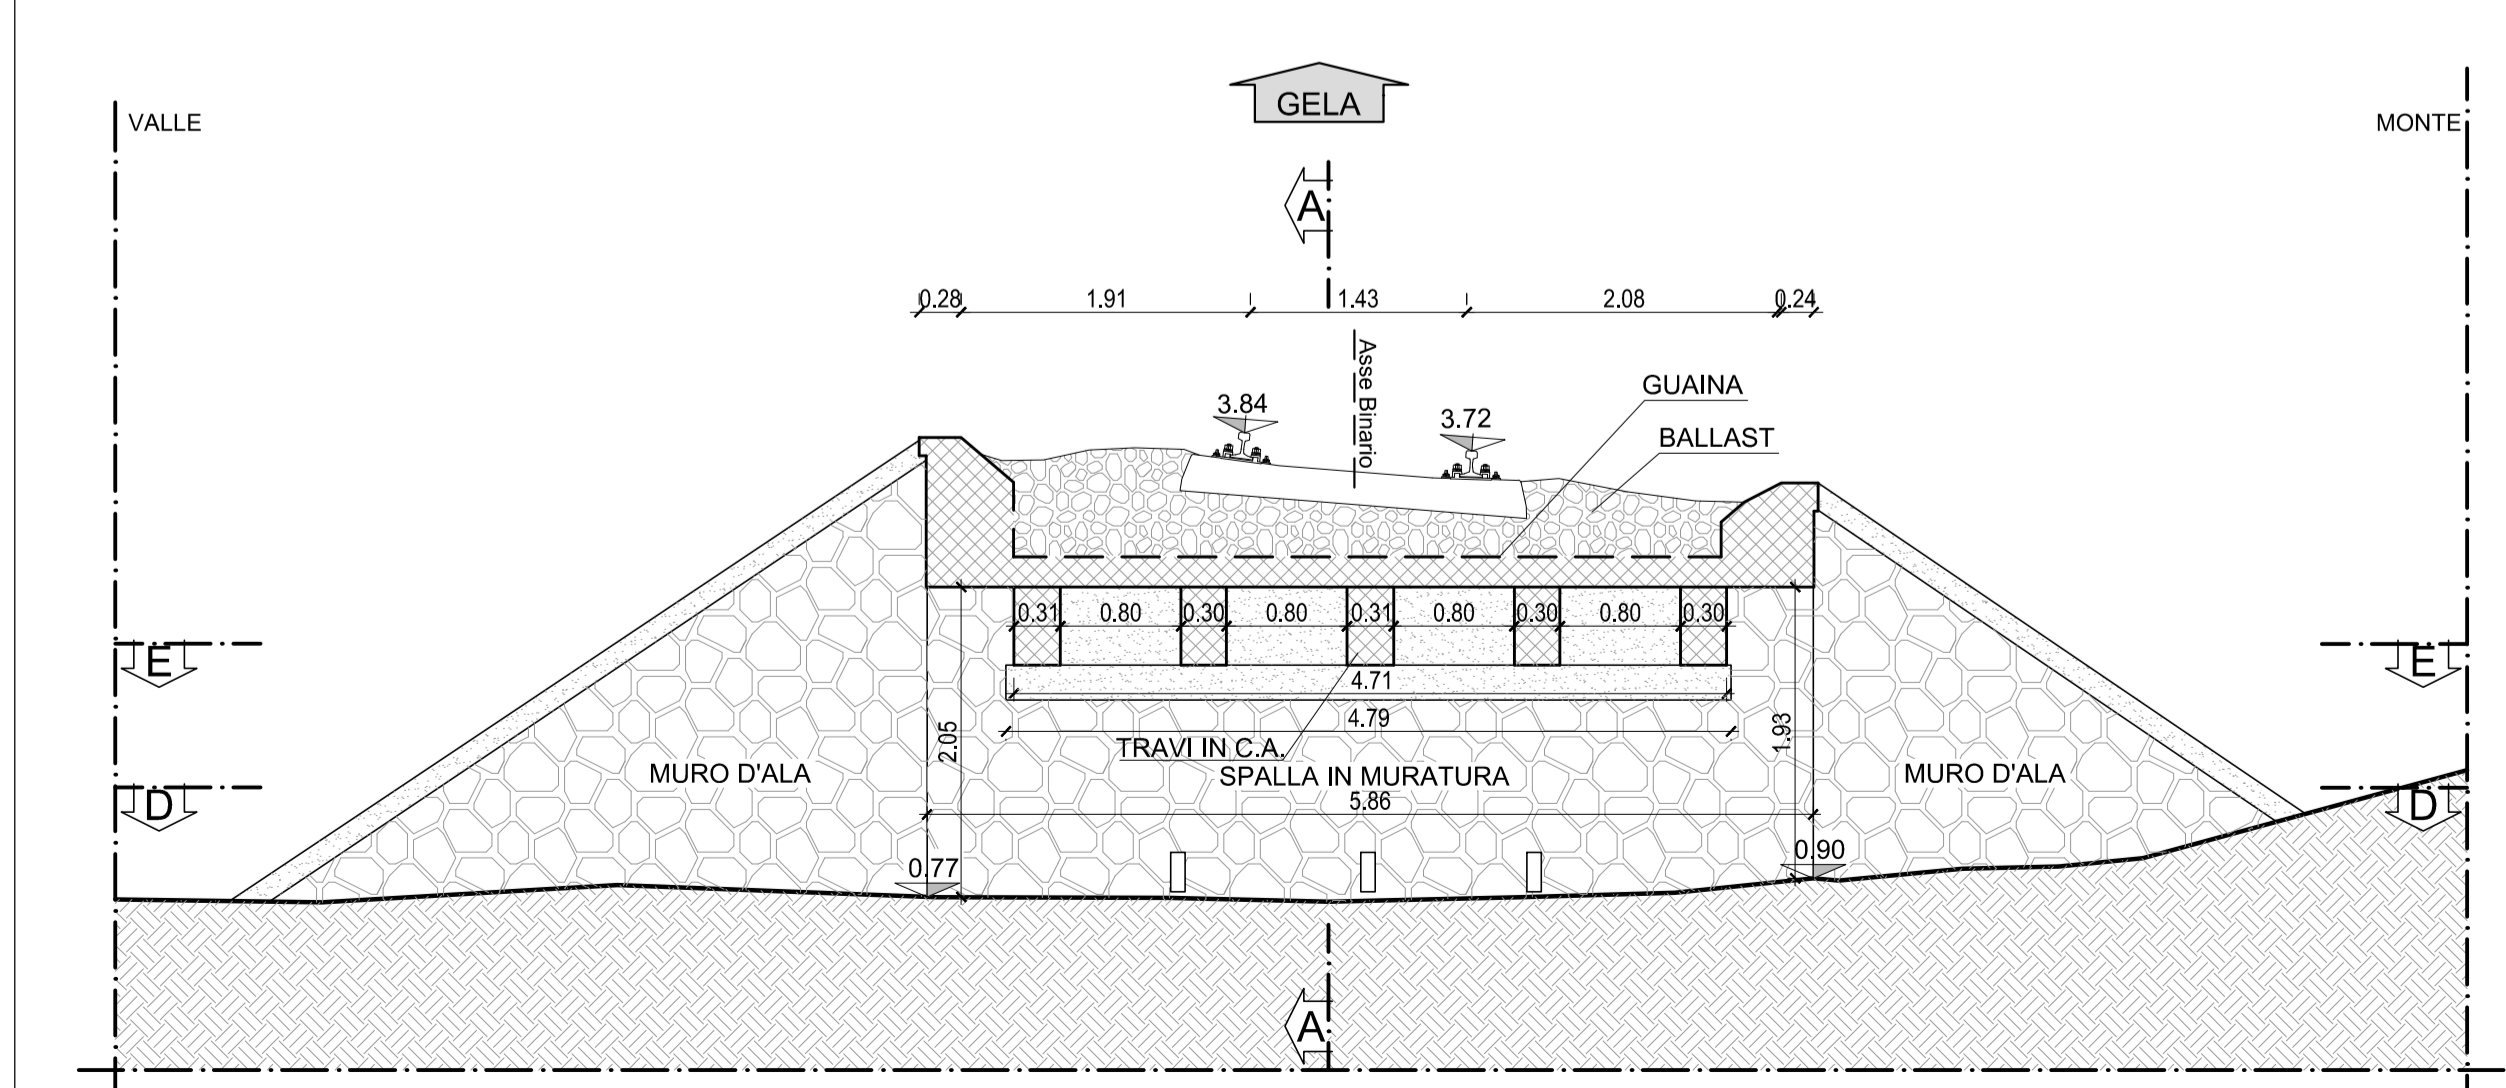 GELA
VALLE
MONTE
A
0.28 1.91 1.43 2.08 0.24
Asse Binario
GUAINA
3.84
3.72
BALLAST
0.31 0.80 0.30 0.80 0.31 0.80 0.30 0.80 0.30
E
E
4.71
4.79
2.05
1.93
TRAVI IN C.A.
MURO D'ALA
SPALLA IN MURATURA
MURO D'ALA
5.86
D
D
0.77
0.90
A